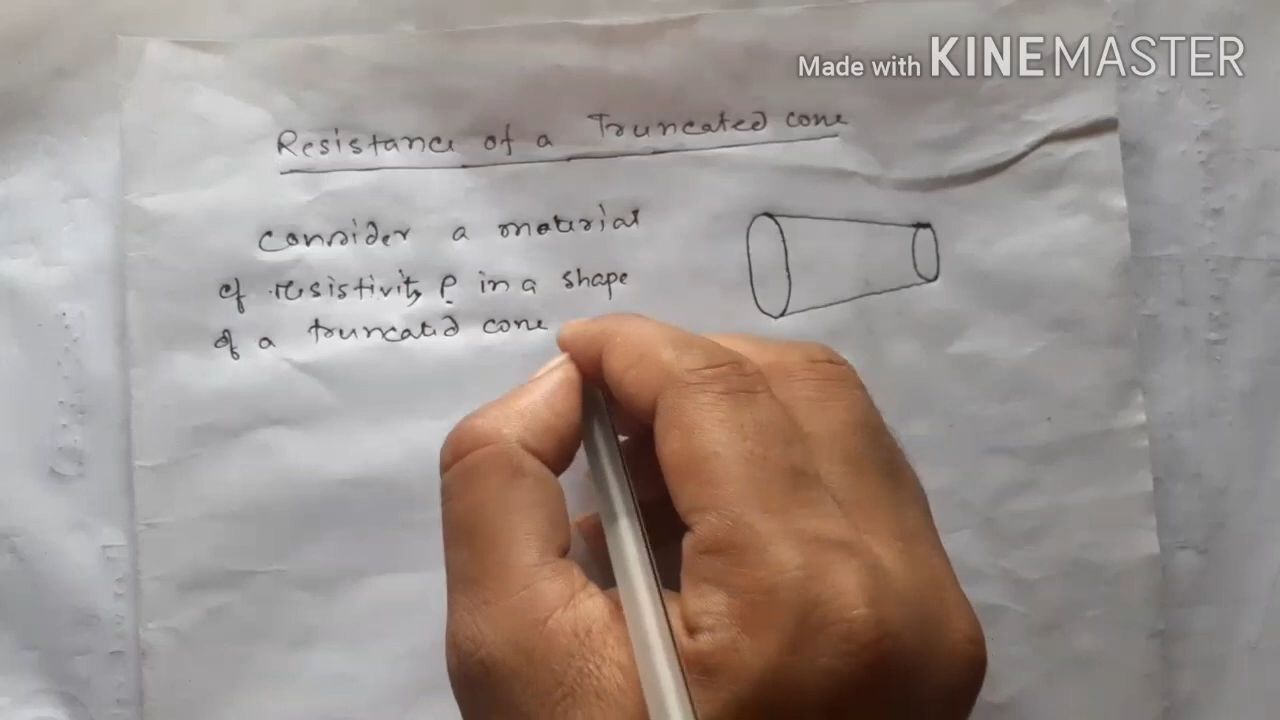 Made with KINEMASTER
Resistance of a Truncated cone
Consider a material
of resistivity ρ in a shape
of a truncated cone